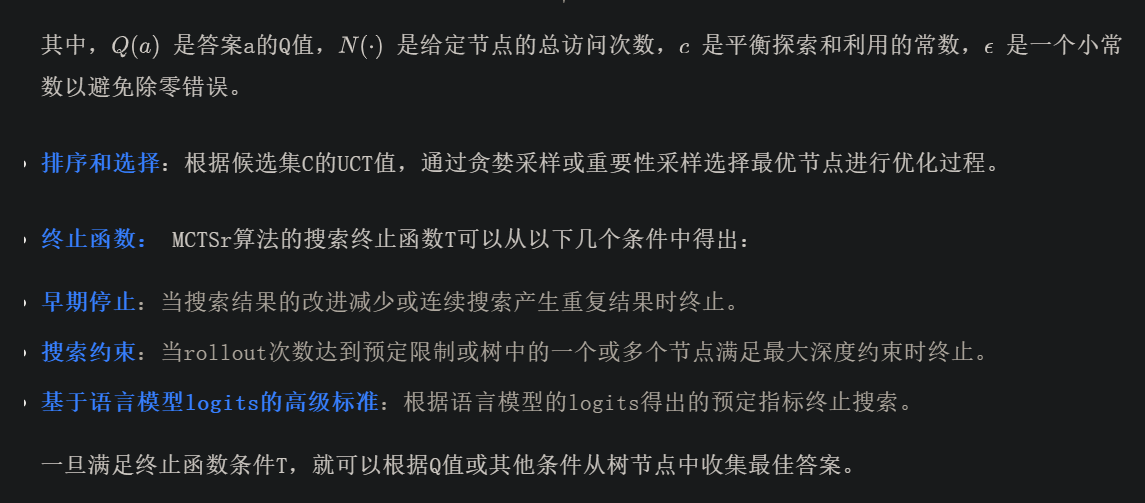 其中，Q(a) 是答案a的Q值，N(·) 是给定节点的总访问次数，c 是平衡探索和利用的常数，ϵ 是一个小常
数以避免除零错误。
排序和选择：根据候选集C的UCT值，通过贪婪采样或重要性采样选择最优节点进行优化过程。
终止函数： MCTSr算法的搜索终止函数T可以从以下几个条件中得出：
早期停止：当搜索结果的改进减少或连续搜索产生重复结果时终止。
搜索约束：当rollout次数达到预定限制或树中的一个或多个节点满足最大深度约束时终止。
基于语言模型logits的高级标准：根据语言模型的logits得出的预定指标终止搜索。
一旦满足终止函数条件T，就可以根据Q值或其他条件从树节点中收集最佳答案。